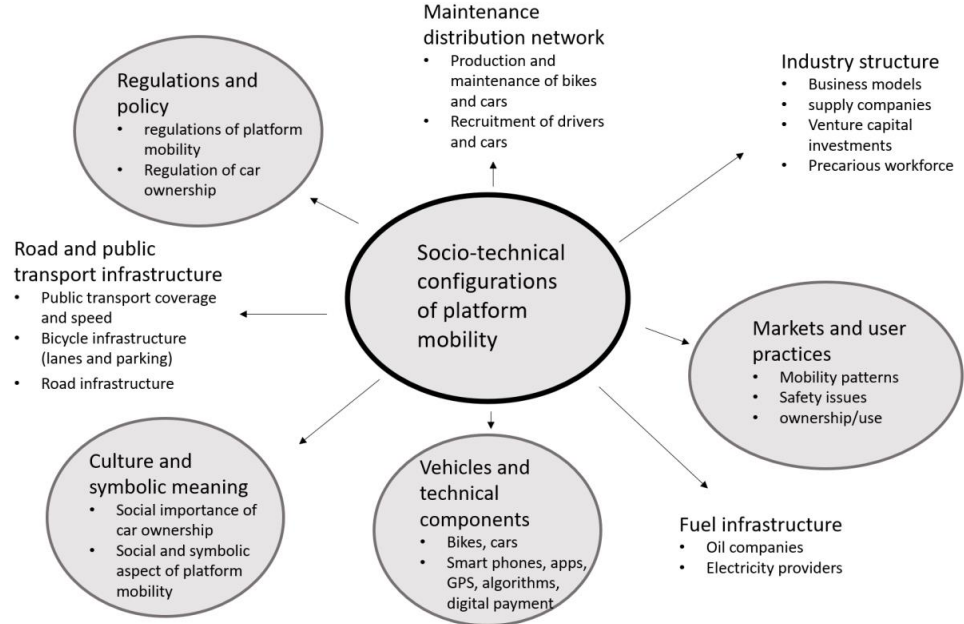 Maintenance
distribution network
• Production and
maintenance of bikes
and cars
• Recruitment of drivers
and cars
Regulations and
policy
• regulations of platform
mobility
• Regulation of car
ownership
Industry structure
• Business models
• supply companies
• Venture capital
investments
• Precarious workforce
Road and public
transport infrastructure
• Public transport coverage
and speed
• Bicycle infrastructure
(lanes and parking)
• Road infrastructure
Socio-technical
configurations
of platform
mobility
Markets and user
practices
• Mobility patterns
• Safety issues
• ownership/use
Culture and
symbolic meaning
• Social importance of
car ownership
• Social and symbolic
aspect of platform
mobility
Vehicles and
technical
components
• Bikes, cars
• Smart phones, apps,
GPS, algorithms,
digital payment
Fuel infrastructure
• Oil companies
• Electricity providers